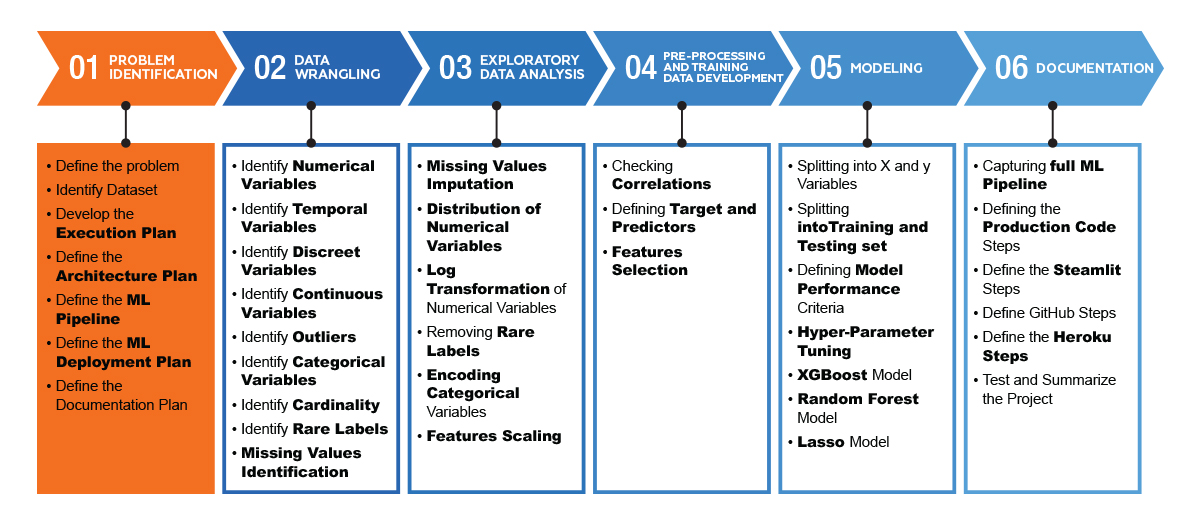 01 PROBLEM
IDENTIFICATION
02 DATA
WRANGLING
03 EXPLORATORY
DATA ANALYSIS
04 PRE-PROCESSING
AND TRAINING
DATA DEVELOPMENT
05 MODELING
06 DOCUMENTATION
• Define the problem
• Identify Dataset
• Develop the
Execution Plan
• Define the
Architecture Plan
• Define the ML
Pipeline
• Define the ML
Deployment Plan
• Define the
Documentation Plan
• Identify Numerical
Variables
• Identify Temporal
Variables
• Identify Discreet
Variables
• Identify Continuous
Variables
• Identify Outliers
• Identify Categorical
Variables
• Identify Cardinality
• Identify Rare Labels
• Missing Values
Identification
• Missing Values
Imputation
• Distribution of
Numerical
Variables
• Log
Transformation of
Numerical Variables
• Removing Rare
Labels
• Encoding
Categorical
Variables
• Features Scaling
• Checking
Correlations
• Defining Target and
Predictors
• Features
Selection
• Splitting into X and y
Variables
• Splitting
intoTraining and
Testing set
• Defining Model
Performance
Criteria
• Hyper-Parameter
Tuning
• XGBoost Model
• Random Forest
Model
• Lasso Model
• Capturing full ML
Pipeline
• Defining the
Production Code
Steps
• Define the Steamlit
Steps
• Define GitHub Steps
• Define the Heroku
Steps
• Test and Summarize
the Project